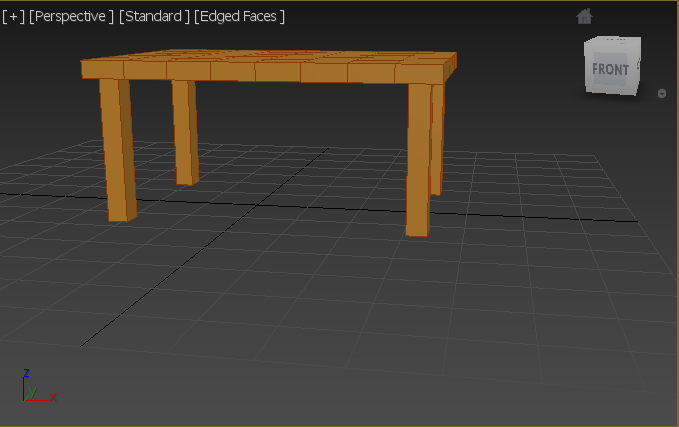 [+] [Perspective ] [Standard ] [Edged Faces ]
FRONT
z
y
x